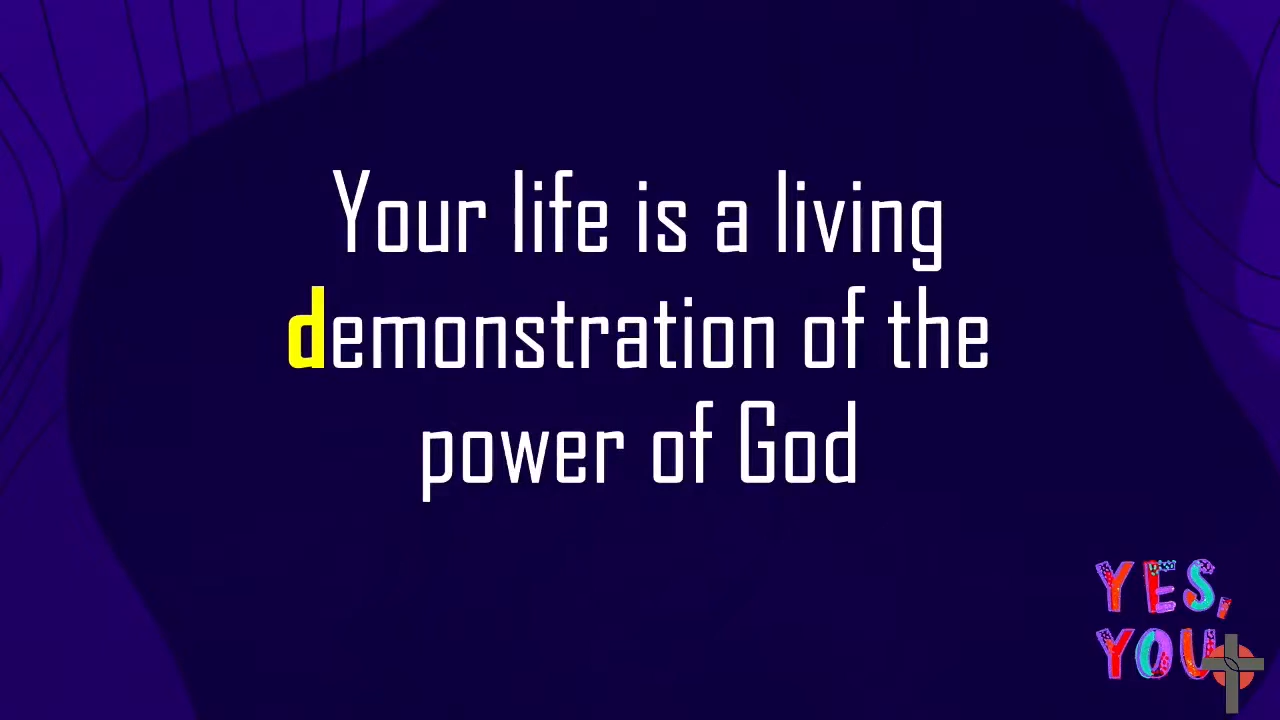 Your life is a living
demonstration of the
power of God
YES,
YOU